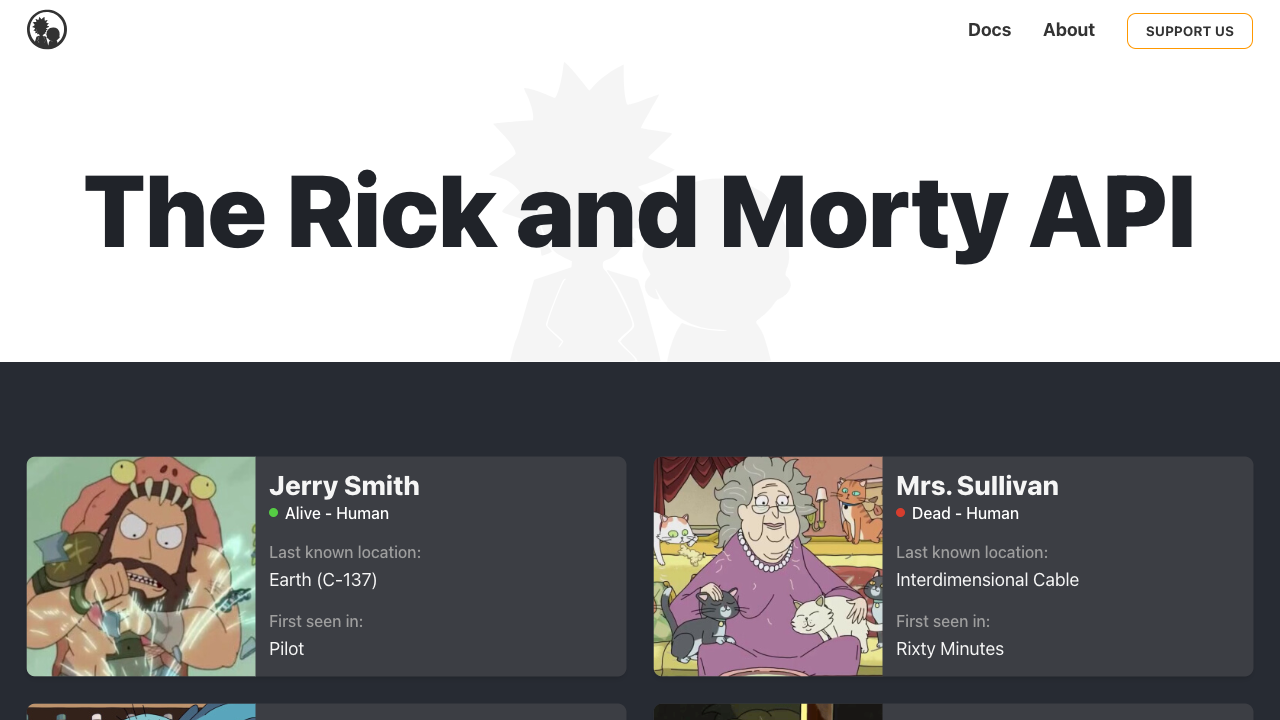 Docs
About
SUPPORT US
The Rick and Morty API
Jerry Smith
Alive - Human
Last known location:
Earth (C-137)
First seen in:
Pilot
Mrs. Sullivan
Dead - Human
Last known location:
Interdimensional Cable
First seen in:
Rixty Minutes